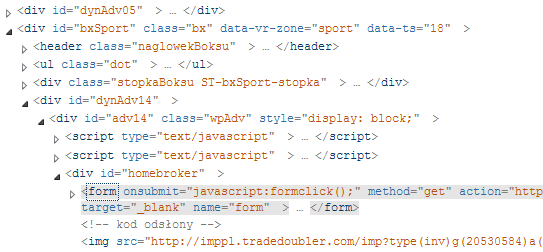 <div id="dynAdv05" > … </div>
<div id="bxSport" class="bx" data-vr-zone="sport" data-ts="18" >
<header class="naglowekBoksu" > … </header>
<ul class="dot" > … </ul>
<div class="stopkaBoksu ST-bxSport-stopka" > … </div>
<div id="dynAdv14" >
<div id="adv14" class="wpAdv" style="display: block;" >
<script type="text/javascript" > … </script>
<script type="text/javascript" > … </script>
<div id="homebroker" >
<form onsubmit="javascript:formclick();" method="get" action="http
target="_blank" name="form" > … </form>
<!-- kod odsłony -->
<img src="http://imppl.tradedoubler.com/imp?type(inv)g(20530584)a(